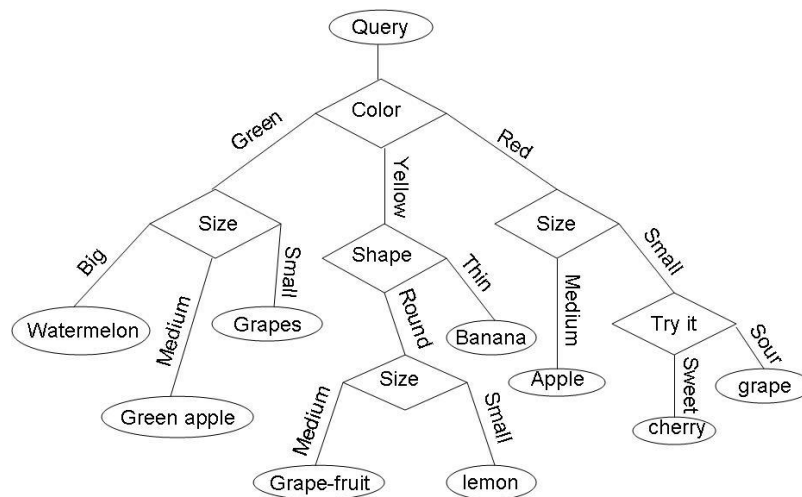 Query
Color
Green
Yellow
Red
Size
Shape
Size
Big
Medium
Small
Round
Thin
Medium
Small
Watermelon
Grapes
Banana
Try it
Green apple
Size
Apple
Sweet
Sour
cherry
grape
Medium
Small
Grape-fruit
lemon